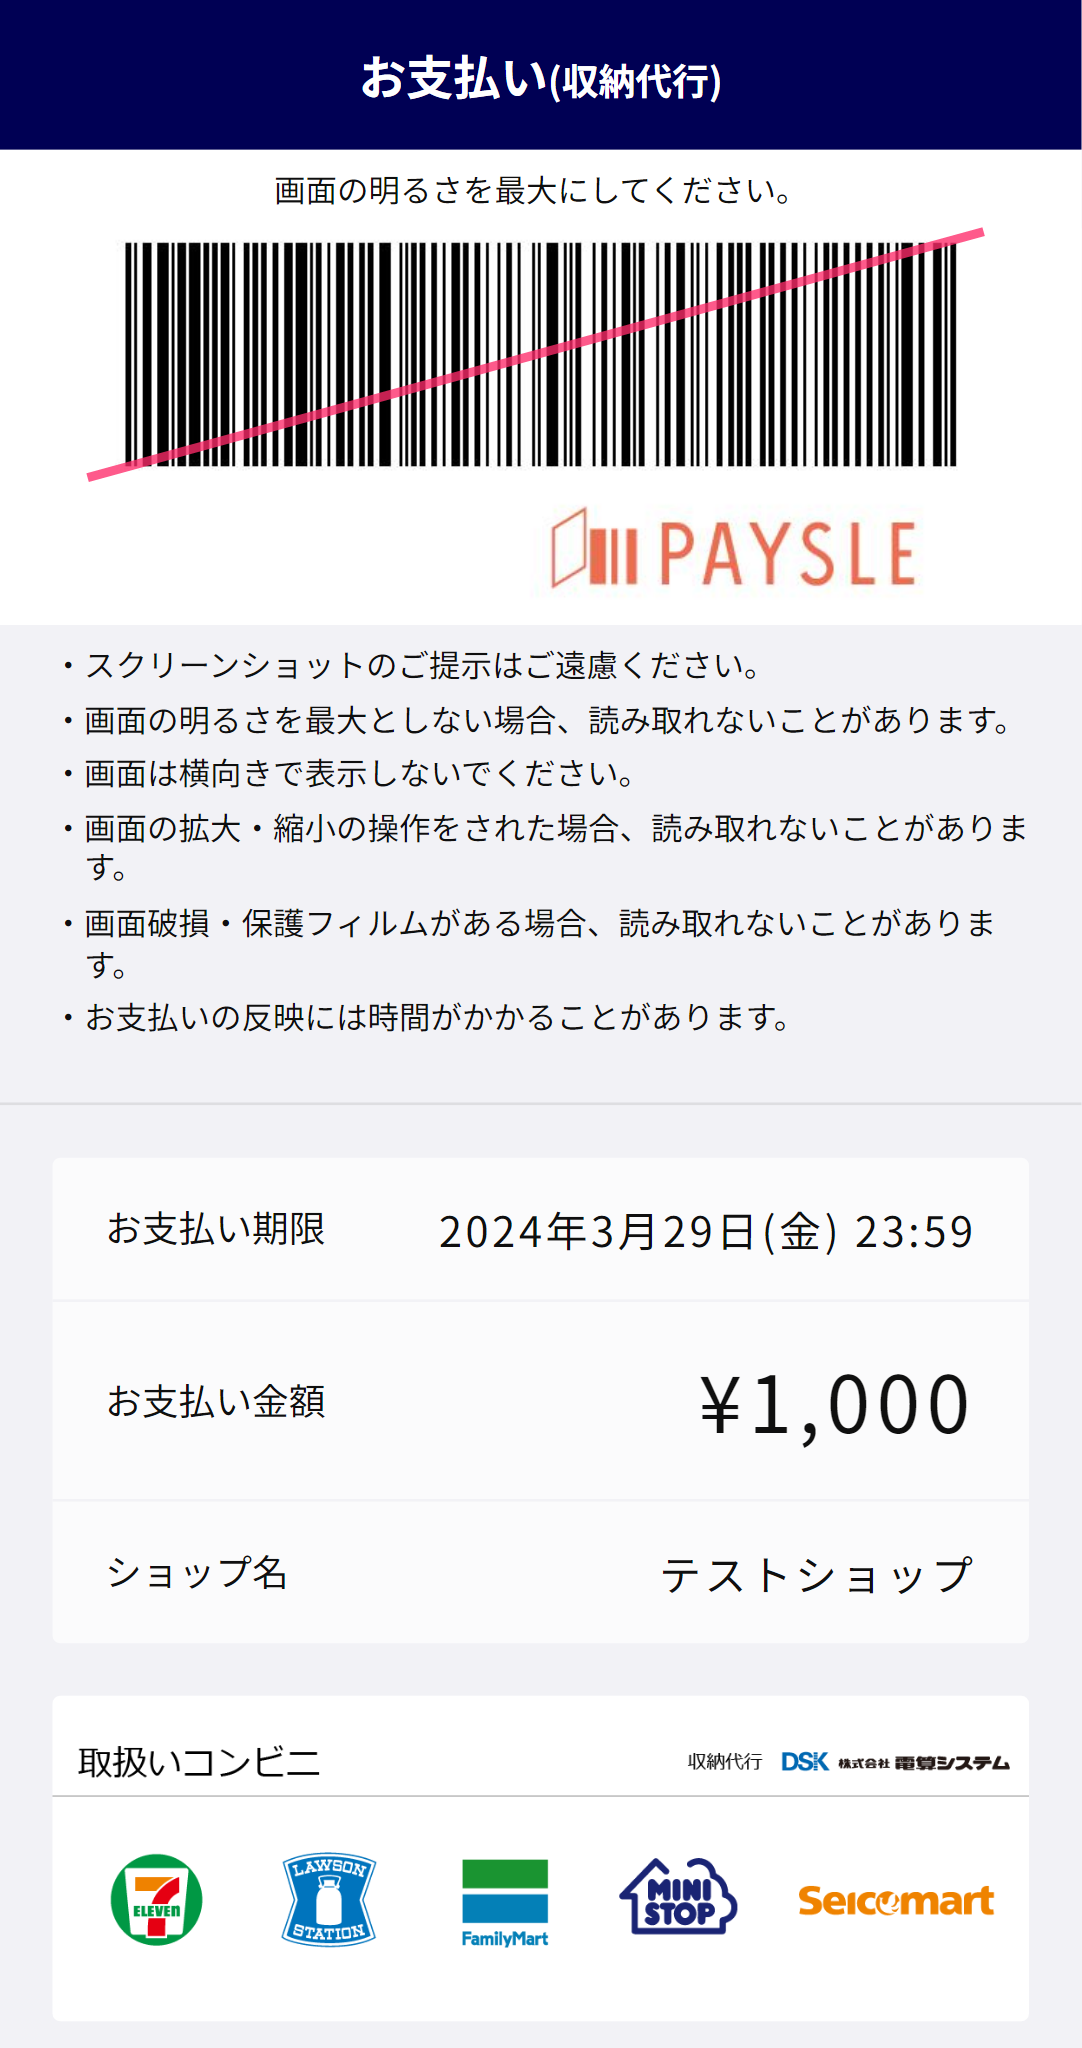 お支払い(収納代行)
画面の明るさを最大にしてください。
PAYSLE
・スクリーンショットのご提示はご遠慮ください。
・画面の明るさを最大としない場合、読み取れないことがあります。
・画面は横向きで表示しないでください。
・画面の拡大・縮小の操作をされた場合、読み取れないことがありま
す。
・画面破損・保護フィルムがある場合、読み取れないことがありま
す。
・お支払いの反映には時間がかかることがあります。
お支払い期限 2024年3月29日(金) 23:59
お支払い金額 ¥1,000
ショップ名 テストショップ
取扱いコンビニ 収納代行 DSK 株式会社 電算システム
7 ELEVEn
LAWSON
STATION
FamilyMart
MINI
STOP
Seicomart